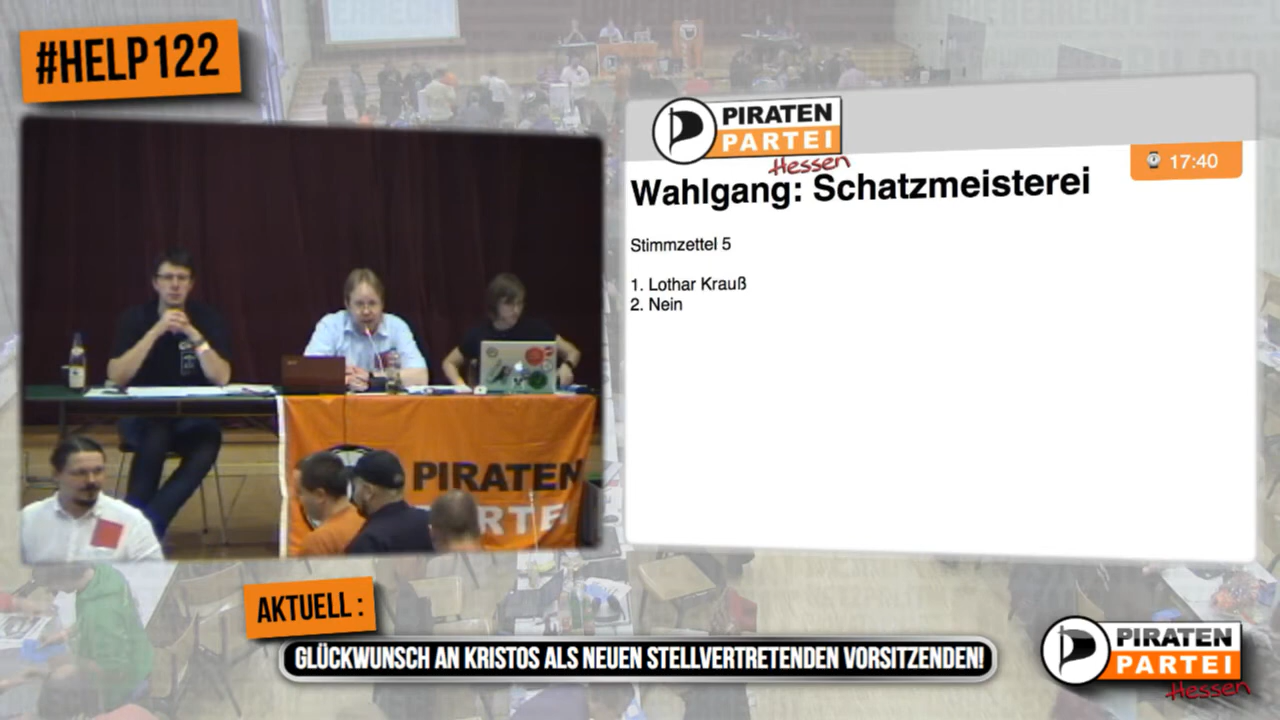 #HELP122
PIRATEN
PARTEI
Hessen
17:40
Wahlgang: Schatzmeisterei
Stimmzettel 5
1. Lothar Krauß
2. Nein
PIRATEN
RTE
AKTUELL :
GLÜCKWUNSCH AN KRISTOS ALS NEUEN STELLVERTRETENDEN VORSITZENDEN!
PIRATEN
PARTEI
Hessen